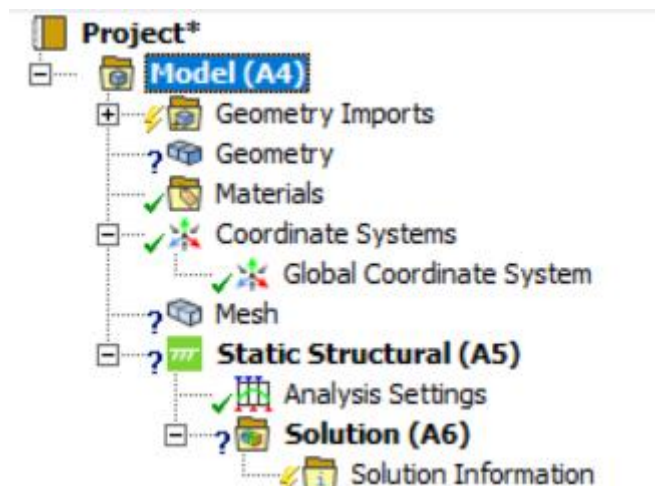 Project*
Model (A4)
Geometry Imports
Geometry
Materials
Coordinate Systems
Global Coordinate System
Mesh
Static Structural (A5)
Analysis Settings
Solution (A6)
Solution Information